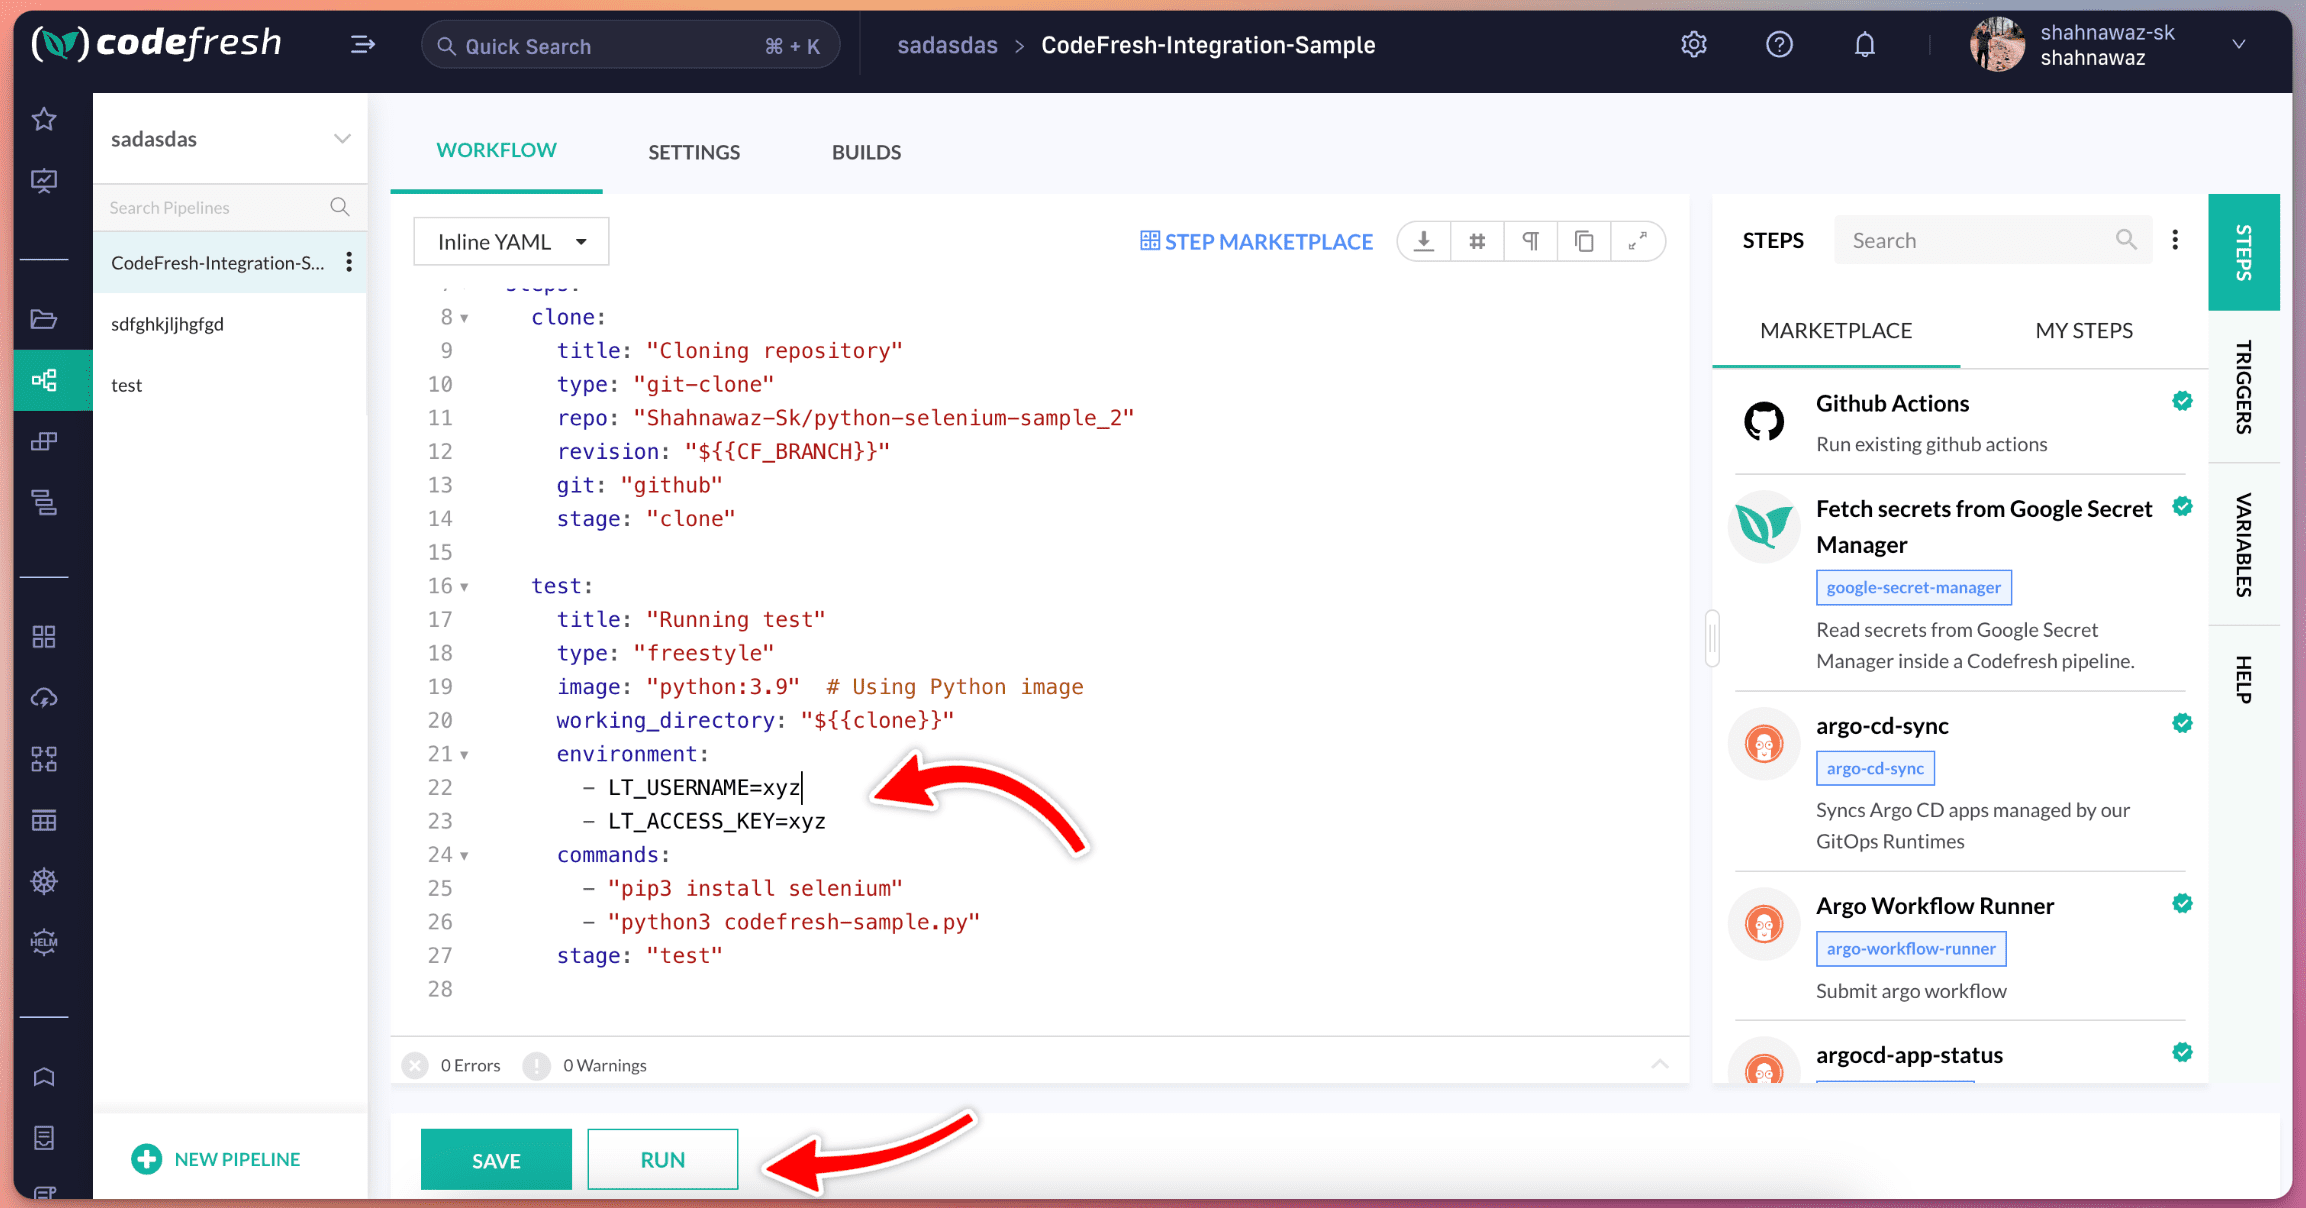 codefresh
Quick Search
⌘ + K
sadasdas > CodeFresh-Integration-Sample
shahnawaz-sk
shahnawaz
sadasdas
Search Pipelines
CodeFresh-Integration-S...
sdfghkjljhgfgd
test
NEW PIPELINE
HELM
WORKFLOW
SETTINGS
BUILDS
Inline YAML
STEP MARKETPLACE
7 steps:
8 clone:
9 title: "Cloning repository"
10 type: "git-clone"
11 repo: "Shahnawaz-Sk/python-selenium-sample_2"
12 revision: "${{CF_BRANCH}}"
13 git: "github"
14 stage: "clone"
15
16 test:
17 title: "Running test"
18 type: "freestyle"
19 image: "python:3.9"  # Using Python image
20 working_directory: "${{clone}}"
21 environment:
22 - LT_USERNAME=xyz
23 - LT_ACCESS_KEY=xyz
24 commands:
25 - "pip3 install selenium"
26 - "python3 codefresh-sample.py"
27 stage: "test"
28
0 Errors
0 Warnings
SAVE
RUN
STEPS
Search
MARKETPLACE
MY STEPS
Github Actions
Run existing github actions
Fetch secrets from Google Secret
Manager
google-secret-manager
Read secrets from Google Secret
Manager inside a Codefresh pipeline.
argo-cd-sync
argo-cd-sync
Syncs Argo CD apps managed by our
GitOps Runtimes
Argo Workflow Runner
argo-workflow-runner
Submit argo workflow
argocd-app-status
STEPS
TRIGGERS
VARIABLES
HELP